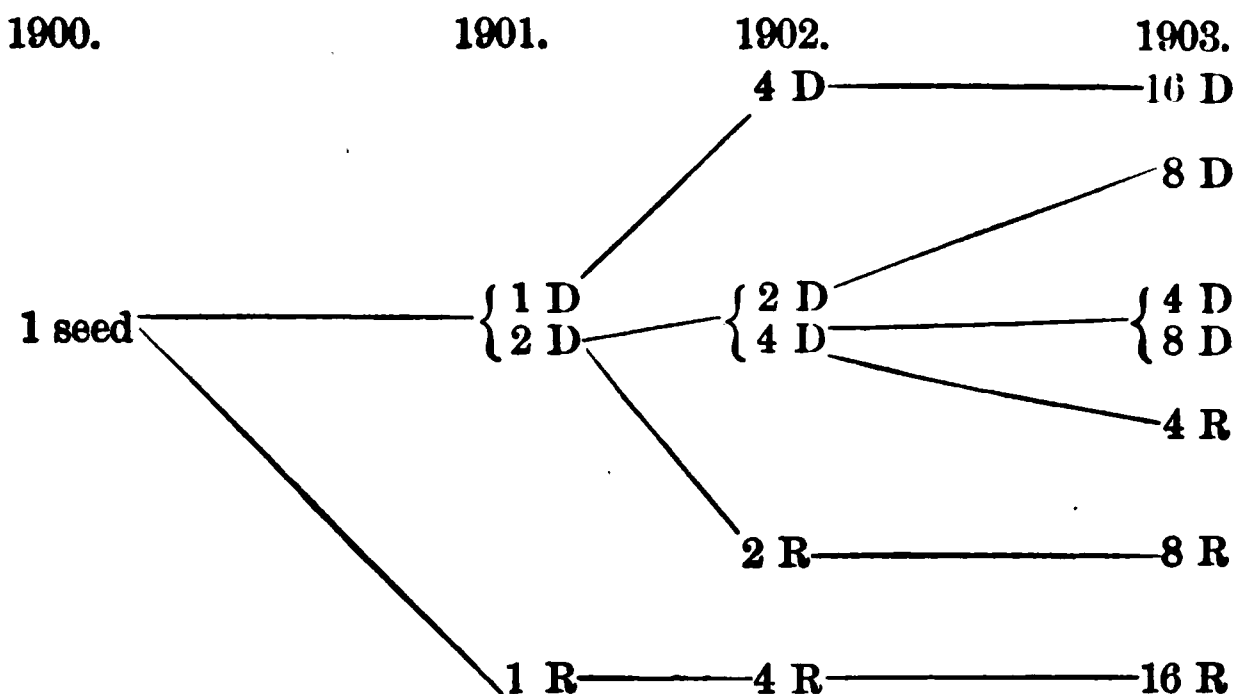 1900. 1901. 1902. 1903.
4 D 16 D
8 D
1 D 2 D 4 D
1 seed 2 D 4 D 8 D
4 R
2 R 8 R
1 R 4 R 16 R